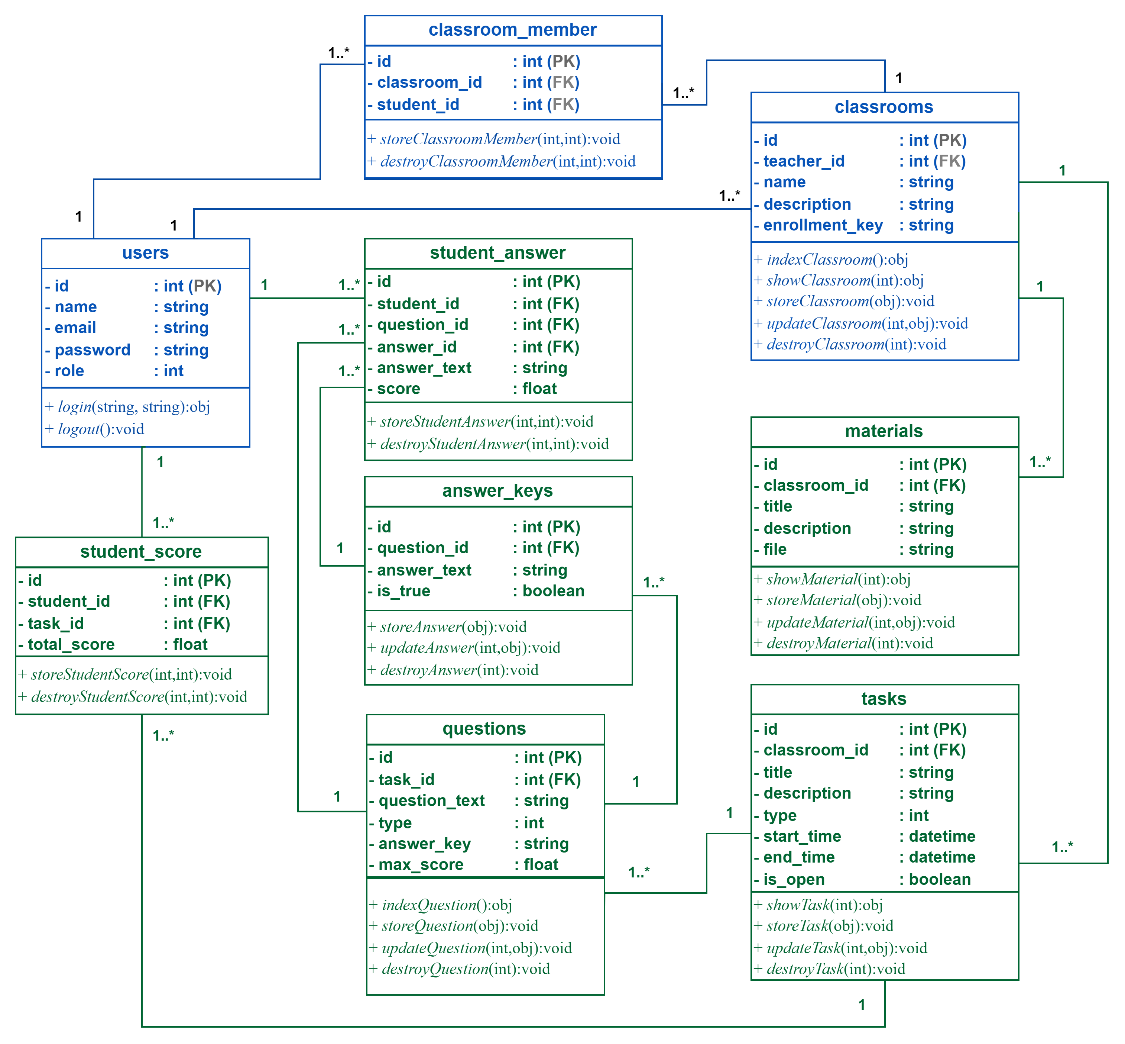 classroom_member
- id : int (PK)
- classroom_id : int (FK)
- student_id : int (FK)
+ storeClassroomMember(int,int):void
+ destroyClassroomMember(int,int):void
1..*
1..*
1
1
1
1..*
classrooms
- id : int (PK)
- teacher_id : int (FK)
- name : string
- description : string
- enrollment_key : string
+ indexClassroom():obj
+ showClassroom(int):obj
+ storeClassroom(obj):void
+ updateClassroom(int,obj):void
+ destroyClassroom(int):void
1
1
users
- id : int (PK)
- name : string
- email : string
- password : string
- role : int
+ login(string, string):obj
+ logout():void
1
1..*
1..*
1..*
student_answer
- id : int (PK)
- student_id : int (FK)
- question_id : int (FK)
- answer_id : int (FK)
- answer_text : string
- score : float
+ storeStudentAnswer(int,int):void
+ destroyStudentAnswer(int,int):void
materials
- id : int (PK)
- classroom_id : int (FK)
- title : string
- description : string
- file : string
+ showMaterial(int):obj
+ storeMaterial(obj):void
+ updateMaterial(int,obj):void
+ destroyMaterial(int):void
1..*
1
1..*
student_score
- id : int (PK)
- student_id : int (FK)
- task_id : int (FK)
- total_score : float
+ storeStudentScore(int,int):void
+ destroyStudentScore(int,int):void
1..*
answer_keys
- id : int (PK)
- question_id : int (FK)
- answer_text : string
- is_true : boolean
+ storeAnswer(obj):void
+ updateAnswer(int,obj):void
+ destroyAnswer(int):void
1
1..*
questions
- id : int (PK)
- task_id : int (FK)
- question_text : string
- type : int
- answer_key : string
- max_score : float
+ indexQuestion():obj
+ storeQuestion(obj):void
+ updateQuestion(int,obj):void
+ destroyQuestion(int):void
1
1
1
1..*
tasks
- id : int (PK)
- classroom_id : int (FK)
- title : string
- description : string
- type : int
- start_time : datetime
- end_time : datetime
- is_open : boolean
+ showTask(int):obj
+ storeTask(obj):void
+ updateTask(int,obj):void
+ destroyTask(int):void
1..*
1